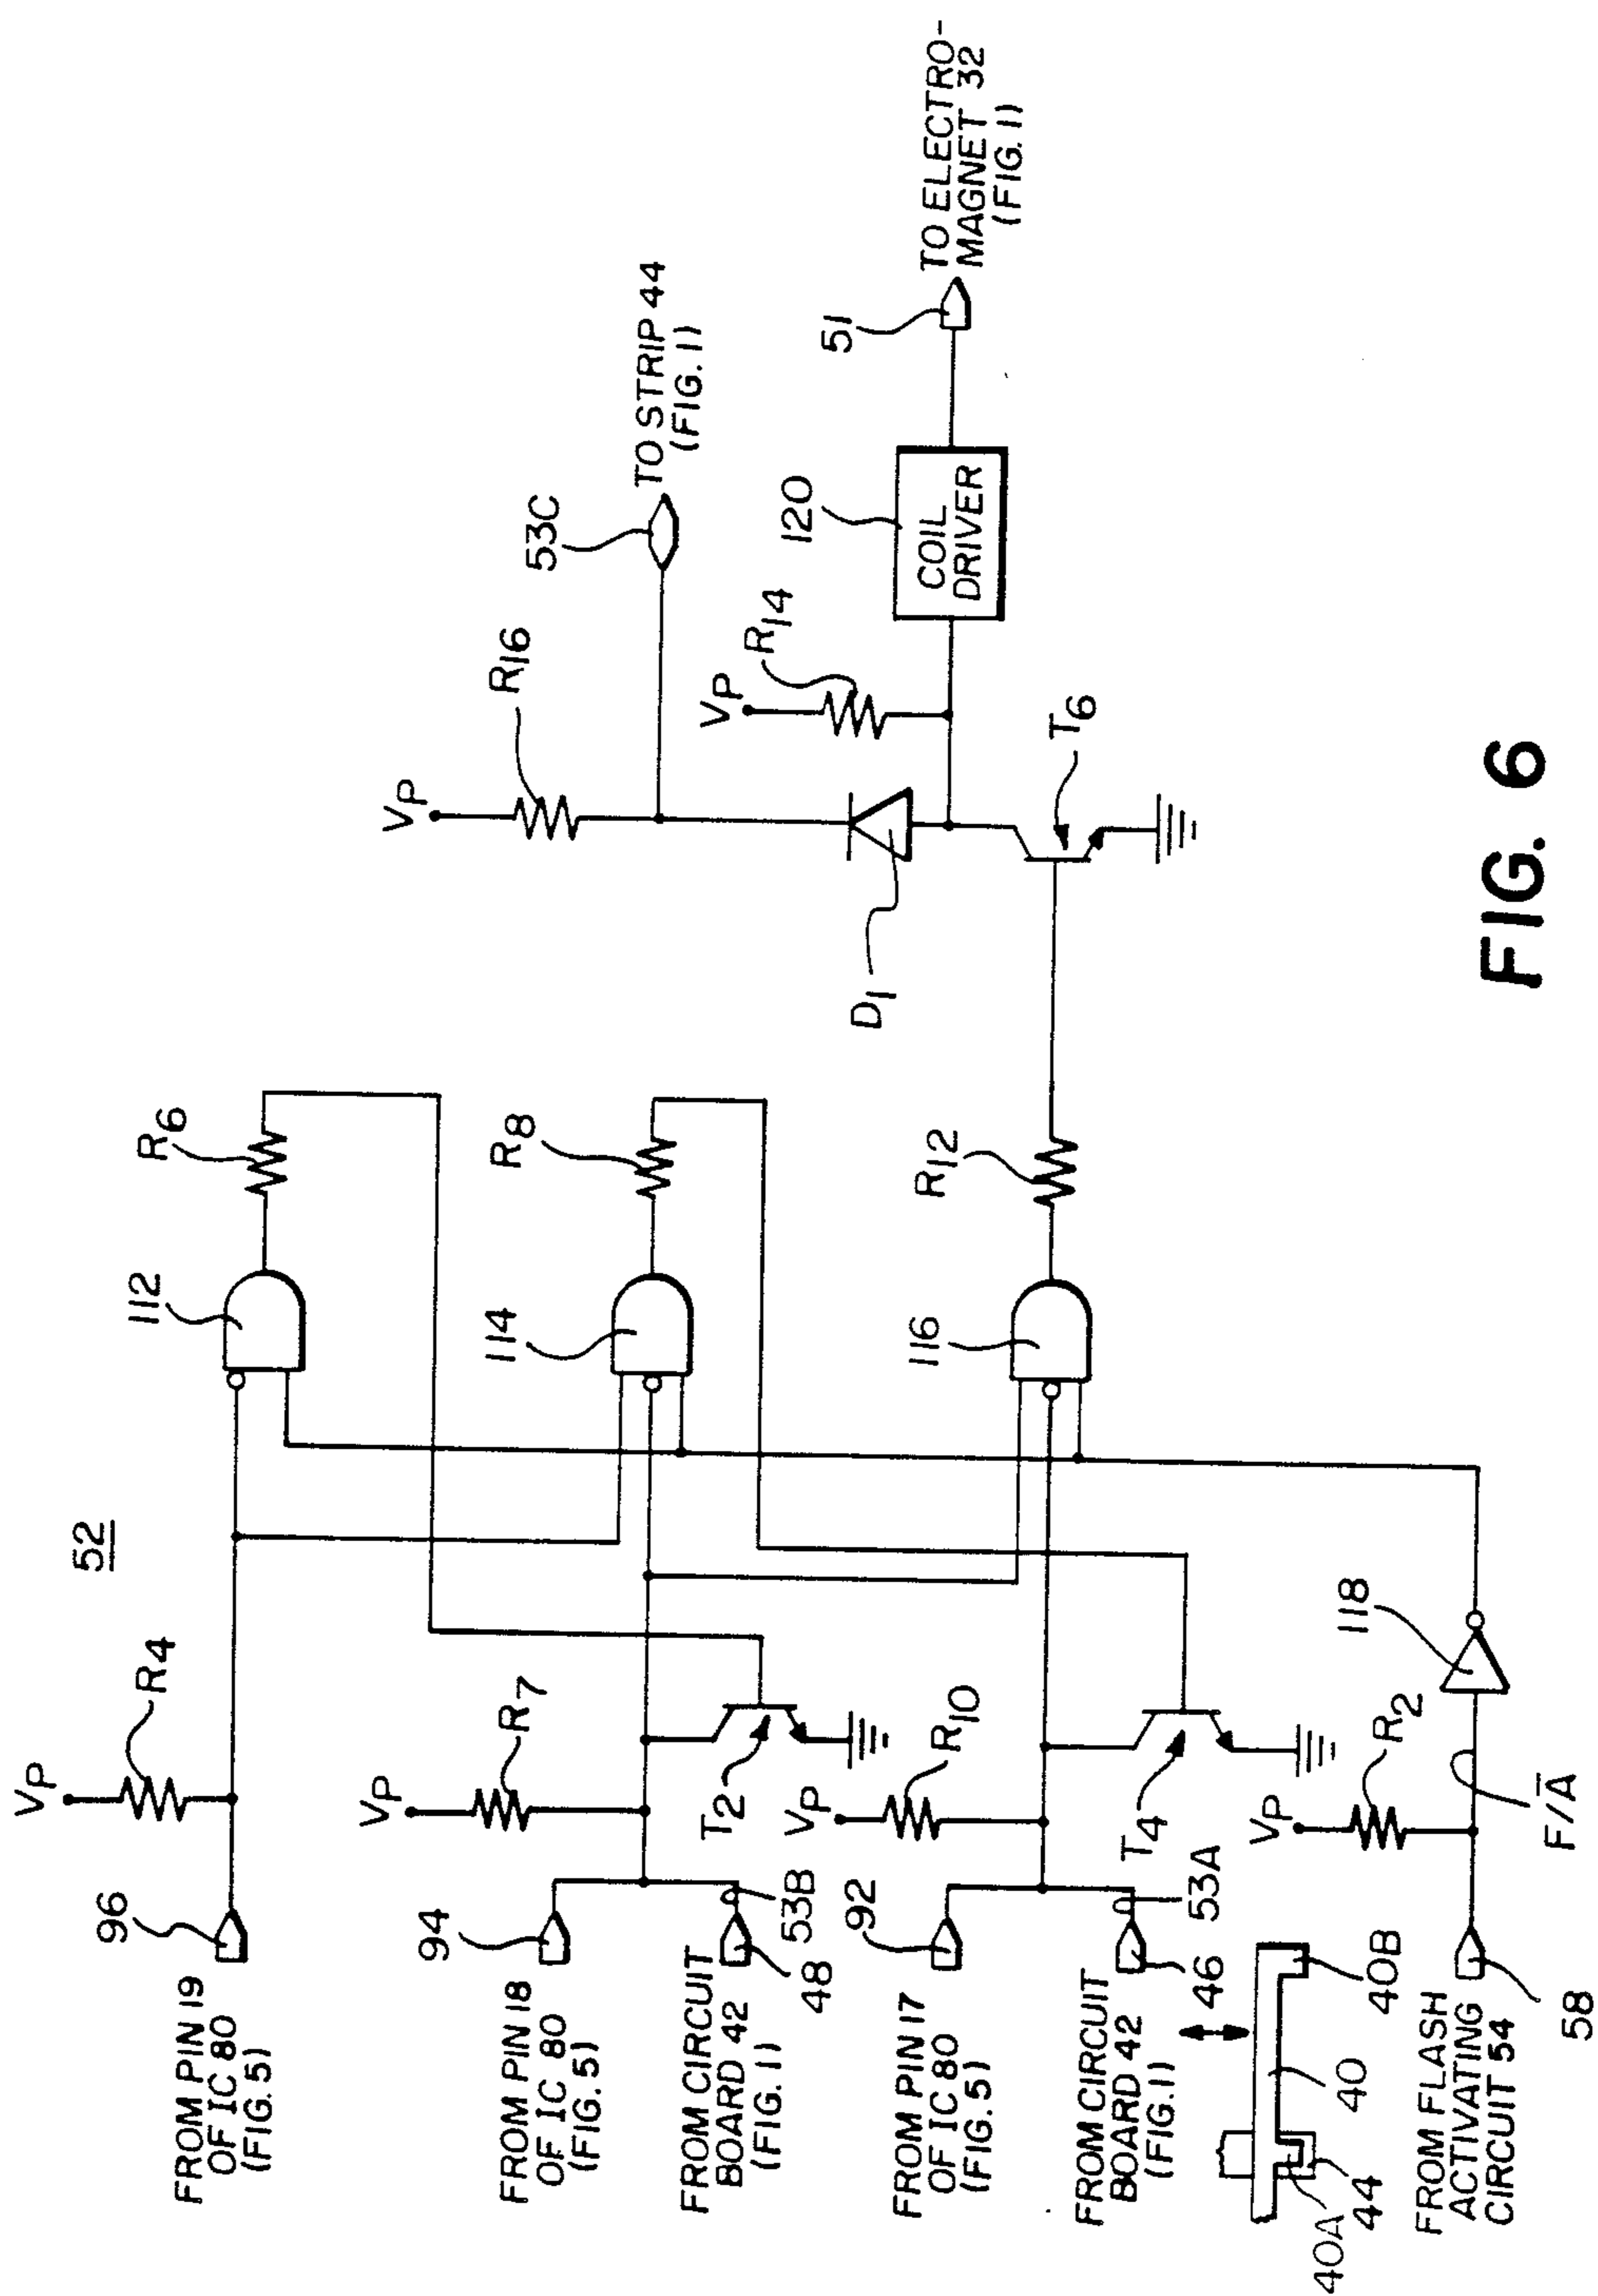 52
VP
R4
96
FROM PIN 19
OF IC 80
(FIG. 5)
112
R6
VP
R7
94
FROM PIN 18
OF IC 80
(FIG. 5)
T2
53B
FROM CIRCUIT
BOARD 42
(FIG. 1)
48
114
R8
VP
R10
92
FROM PIN 17
OF IC 80
(FIG. 5)
T4
53A
FROM CIRCUIT
BOARD 42
(FIG. 1)
46
116
R12
40A
44
40
40B
VP
R2
F/A̅
118
FROM FLASH
ACTIVATING
CIRCUIT 54
58
VP
R16
53C
TO STRIP 44
(FIG. 1)
D1
VP
R14
T6
120
COIL
DRIVER
51
TO ELECTRO-
MAGNET 32
(FIG. 1)
FIG. 6